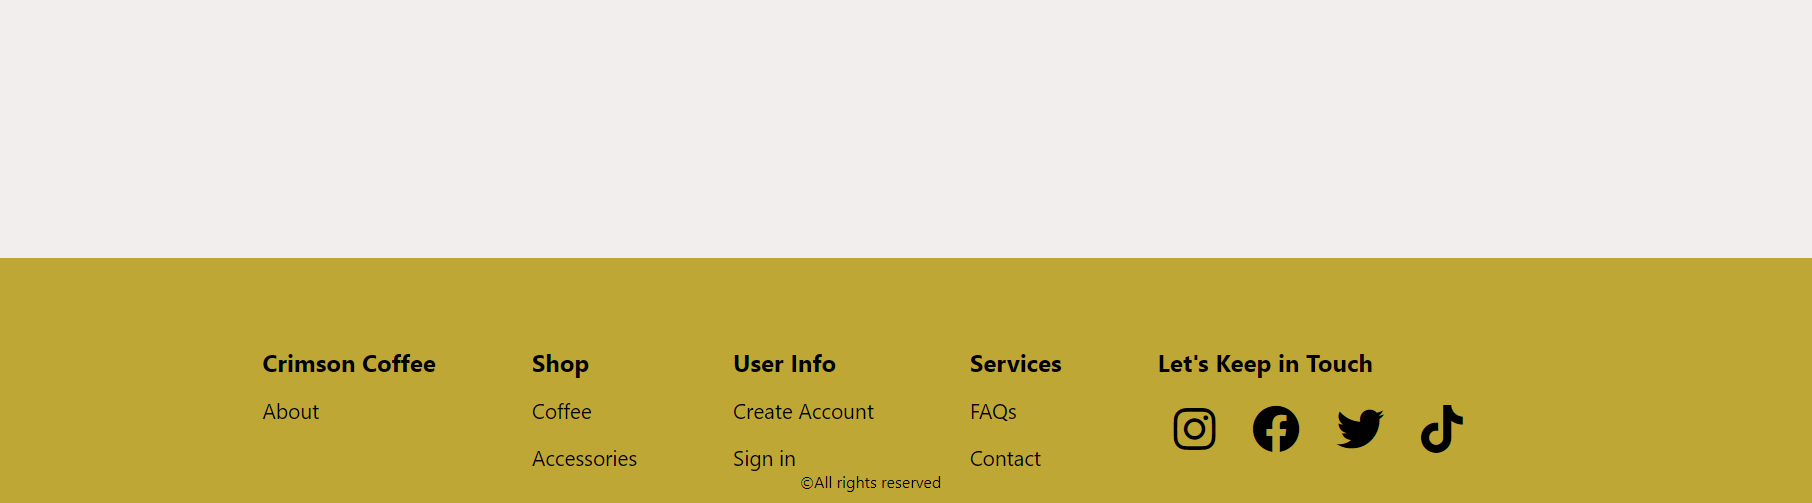 Crimson Coffee
About
Shop
Coffee
Accessories
User Info
Create Account
Sign in
Services
FAQs
Contact
Let's Keep in Touch
©All rights reserved